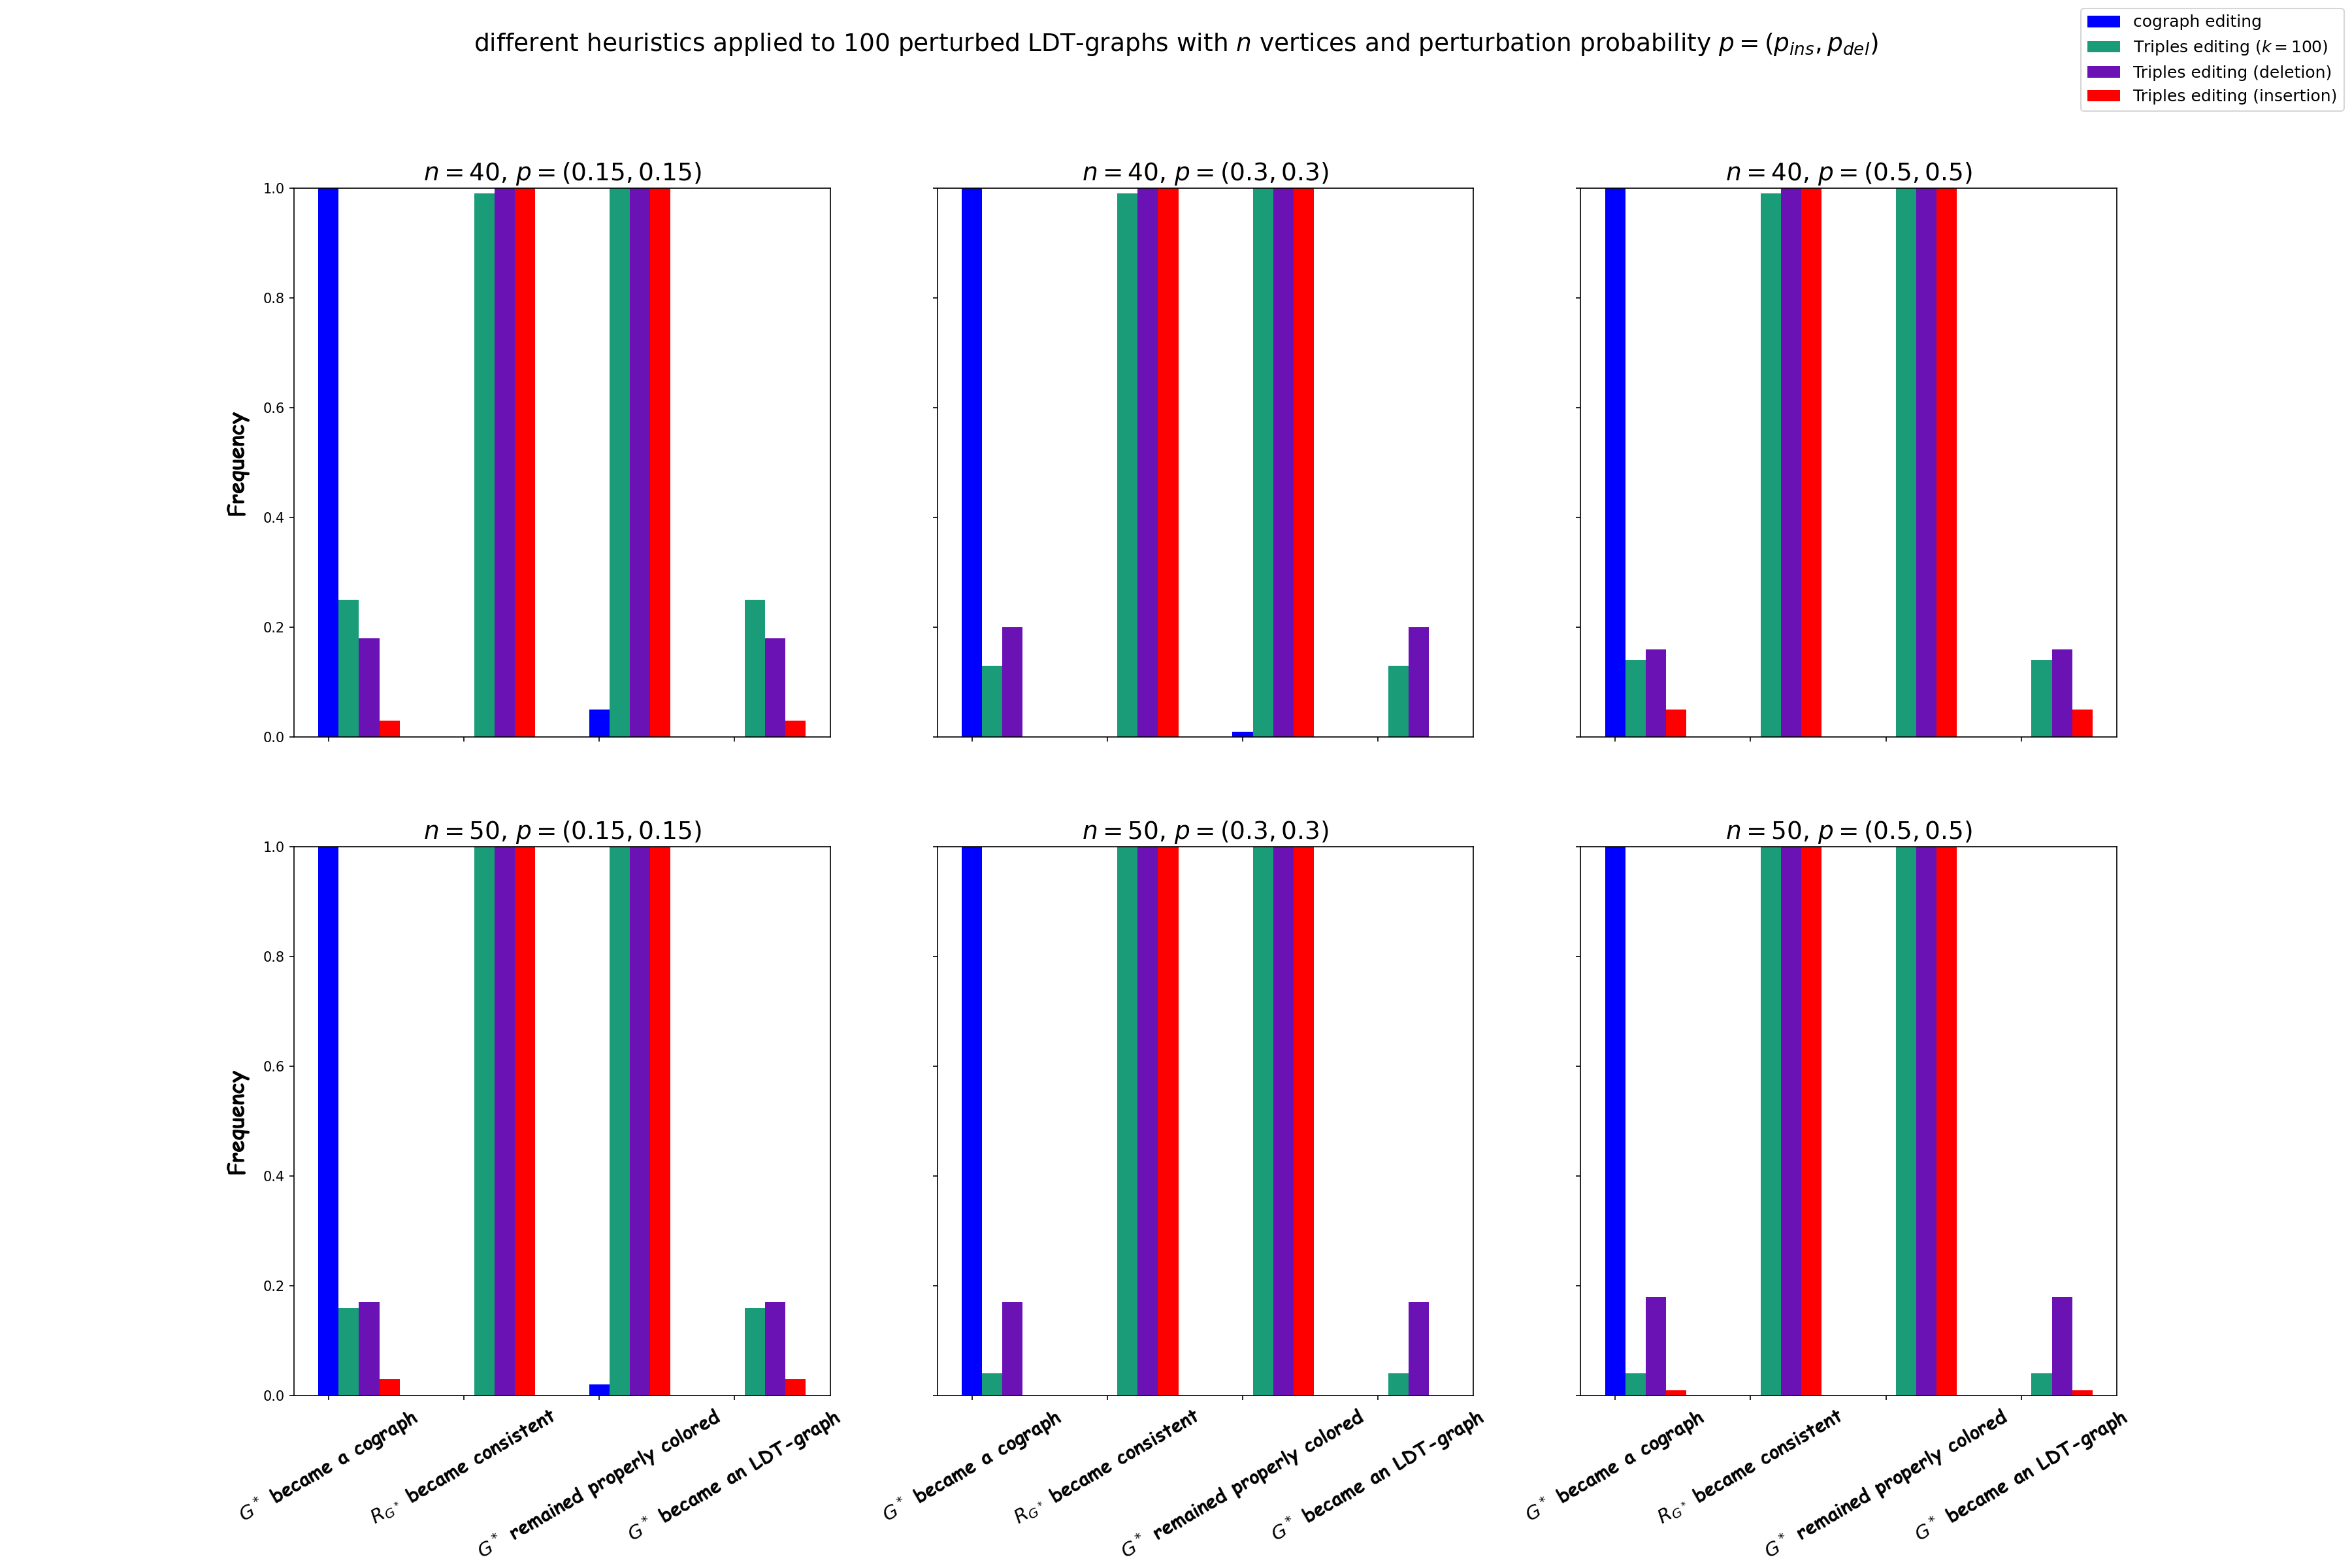 different heuristics applied to 100 perturbed LDT-graphs with n vertices and perturbation probability p = (p_ins, p_del)
cograph editing
Triples editing (k = 100)
Triples editing (deletion)
Triples editing (insertion)
n = 40, p = (0.15, 0.15)
n = 40, p = (0.3, 0.3)
n = 40, p = (0.5, 0.5)
Frequency
1.0
0.8
0.6
0.4
0.2
0.0
n = 50, p = (0.15, 0.15)
n = 50, p = (0.3, 0.3)
n = 50, p = (0.5, 0.5)
Frequency
1.0
0.8
0.6
0.4
0.2
0.0
G* became a cograph
R_G* became consistent
G* remained properly colored
G* became an LDT-graph
G* became a cograph
R_G* became consistent
G* remained properly colored
G* became an LDT-graph
G* became a cograph
R_G* became consistent
G* remained properly colored
G* became an LDT-graph